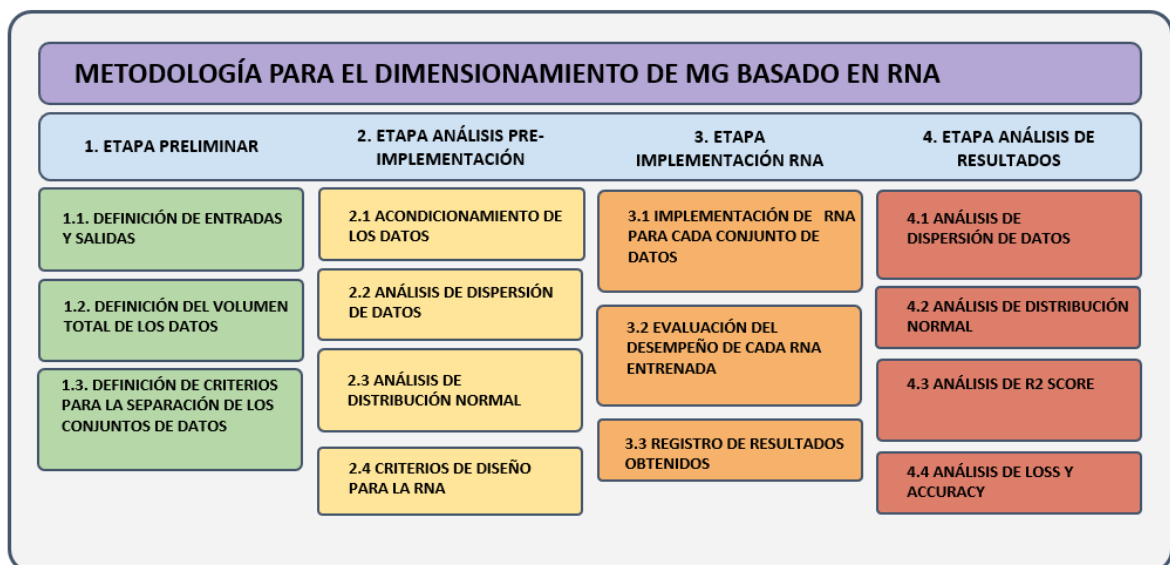 METODOLOGÍA PARA EL DIMENSIONAMIENTO DE MG BASADO EN RNA
1. ETAPA PRELIMINAR
2. ETAPA ANÁLISIS PRE-
IMPLEMENTACIÓN
3. ETAPA
IMPLEMENTACIÓN RNA
4. ETAPA ANÁLISIS DE
RESULTADOS
1.1. DEFINICIÓN DE ENTRADAS
Y SALIDAS
1.2. DEFINICIÓN DEL VOLUMEN
TOTAL DE LOS DATOS
1.3. DEFINICIÓN DE CRITERIOS
PARA LA SEPARACIÓN DE LOS
CONJUNTOS DE DATOS
2.1 ACONDICIONAMIENTO DE
LOS DATOS
2.2 ANÁLISIS DE DISPERSIÓN
DE DATOS
2.3 ANÁLISIS DE
DISTRIBUCIÓN NORMAL
2.4 CRITERIOS DE DISEÑO
PARA LA RNA
3.1 IMPLEMENTACIÓN DE RNA
PARA CADA CONJUNTO DE
DATOS
3.2 EVALUACIÓN DEL
DESEMPEÑO DE CADA RNA
ENTRENADA
3.3 REGISTRO DE RESULTADOS
OBTENIDOS
4.1 ANÁLISIS DE
DISPERSIÓN DE DATOS
4.2 ANÁLISIS DE DISTRIBUCIÓN
NORMAL
4.3 ANÁLISIS DE R2 SCORE
4.4 ANÁLISIS DE LOSS Y
ACCURACY